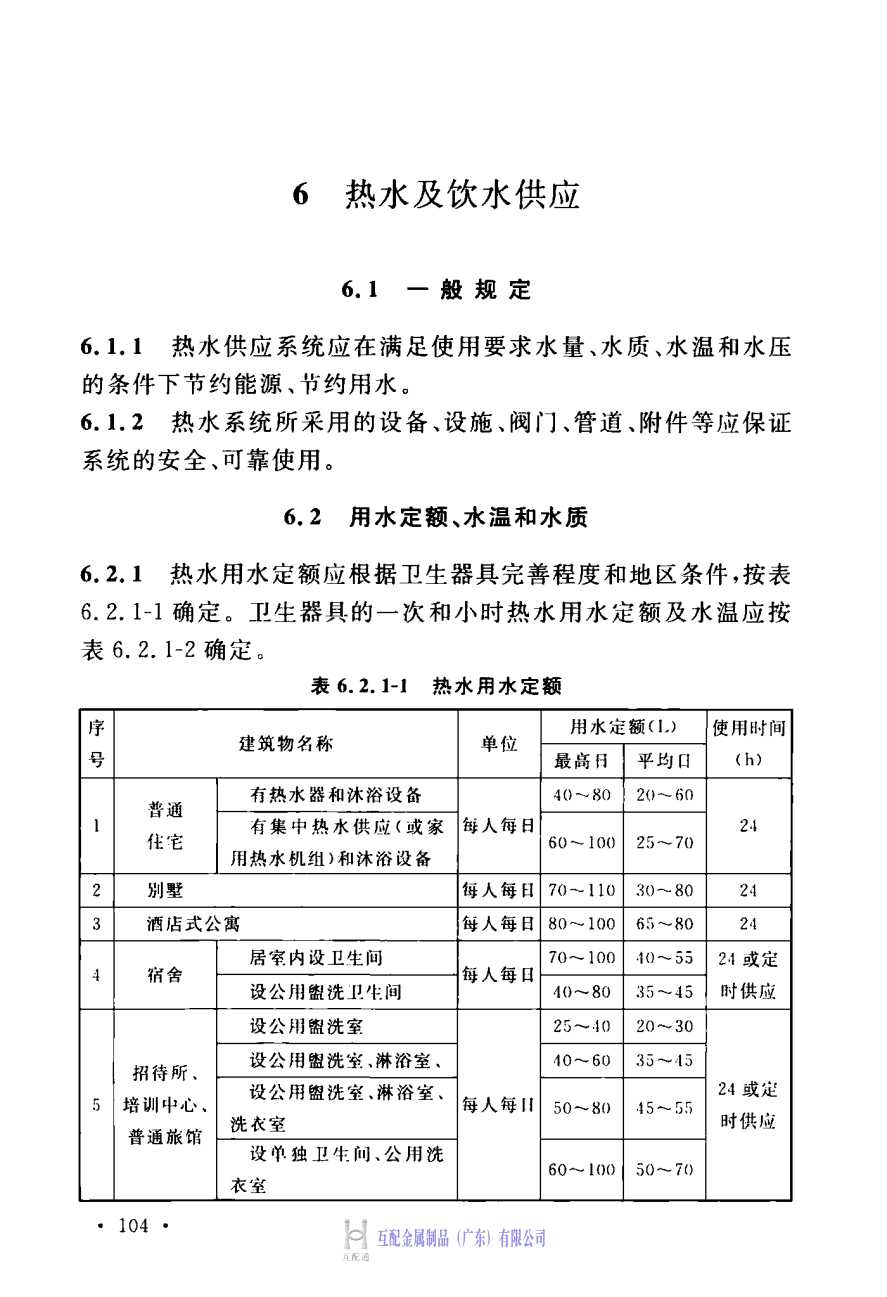 6 热水及饮水供应
6.1 一般规定
6.1.1 热水供应系统应在满足使用要求水量、水质、水温和水压
的条件下节约能源、节约用水。
6.1.2 热水系统所采用的设备、设施、阀门、管道、附件等应保证
系统的安全、可靠使用。
6.2 用水定额、水温和水质
6.2.1 热水用水定额应根据卫生器具完善程度和地区条件,按表
6.2.1-1 确定。卫生器具的一次和小时热水用水定额及水温应按
表 6.2.1-2 确定。
表 6.2.1-1 热水用水定额
序号 建筑物名称 单位 用水定额(L) 使用时间(h)
最高日 平均日
1 普通住宅 有热水器和沐浴设备 每人每日 40～80 20～60 24
有集中热水供应(或家
用热水机组)和沐浴设备 60～100 25～70
2 别墅 每人每日 70～110 30～80 24
3 酒店式公寓 每人每日 80～100 65～80 24
4 宿舍 居室内设卫生间 每人每日 70～100 40～55 24 或定
设公用盥洗卫生间 40～80 35～45 时供应
5 招待所、培训中心、普通旅馆 设公用盥洗室 每人每日 25～40 20～30 24 或定时供应
设公用盥洗室、淋浴室、 40～60 35～45
设公用盥洗室、淋浴室、
洗衣室 50～80 45～55
设单独卫生间、公用洗
衣室 60～100 50～70
• 104 •
互配金属制品（广东）有限公司
互配通